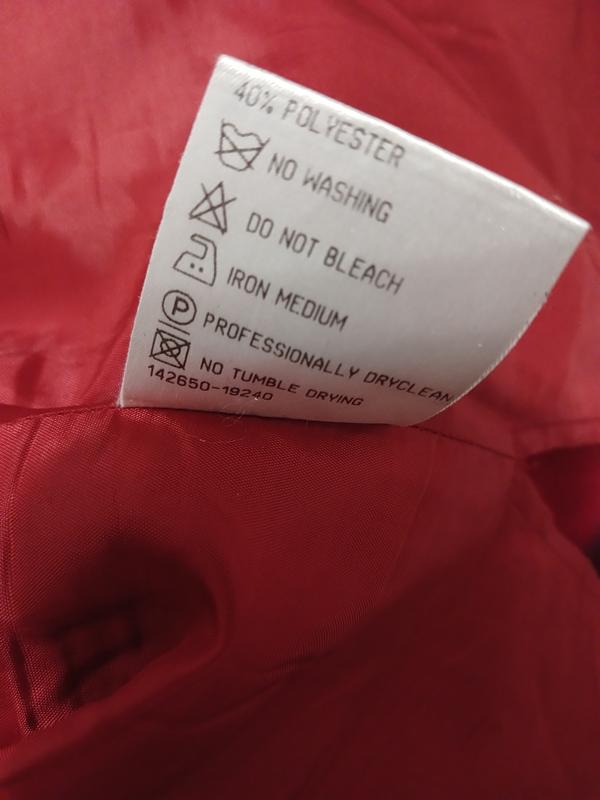 40% POLYESTER
NO WASHING
DO NOT BLEACH
IRON MEDIUM
P PROFESSIONALLY DRYCLEAN
NO TUMBLE DRYING
142650-19240